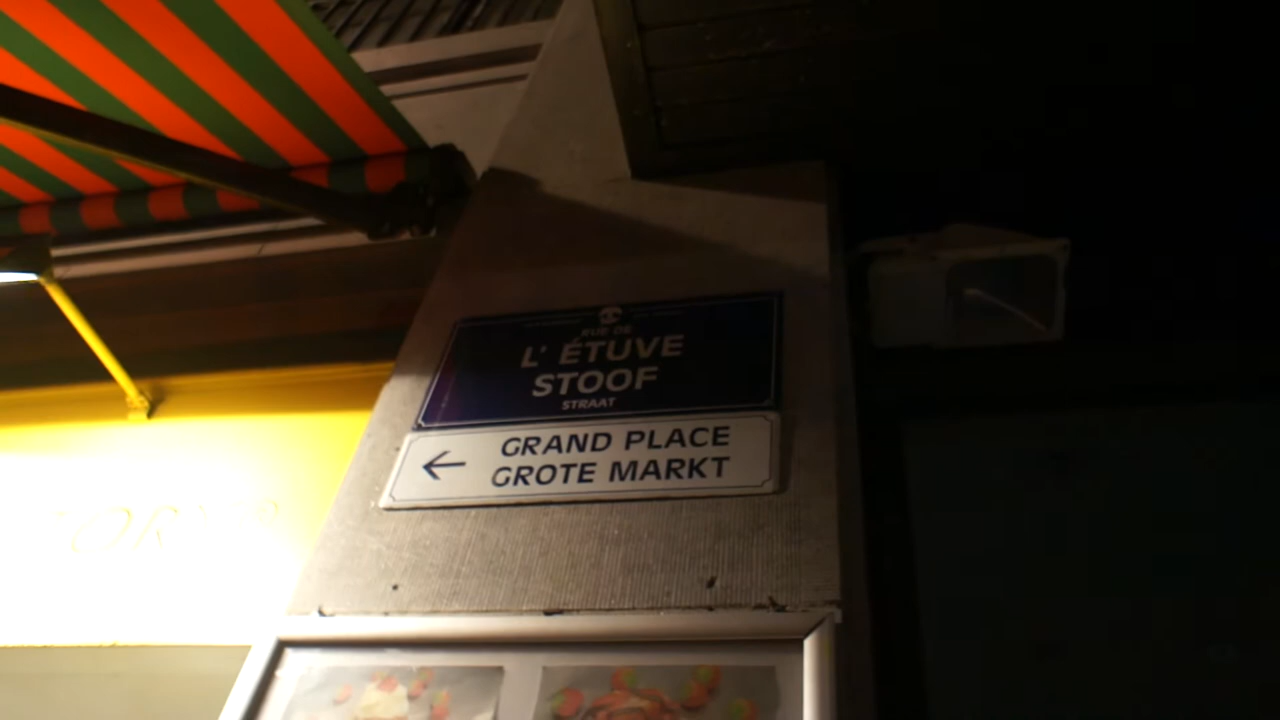 RUE DE
L' ÉTUVE
STOOF
STRAAT
← GRAND PLACE
GROTE MARKT